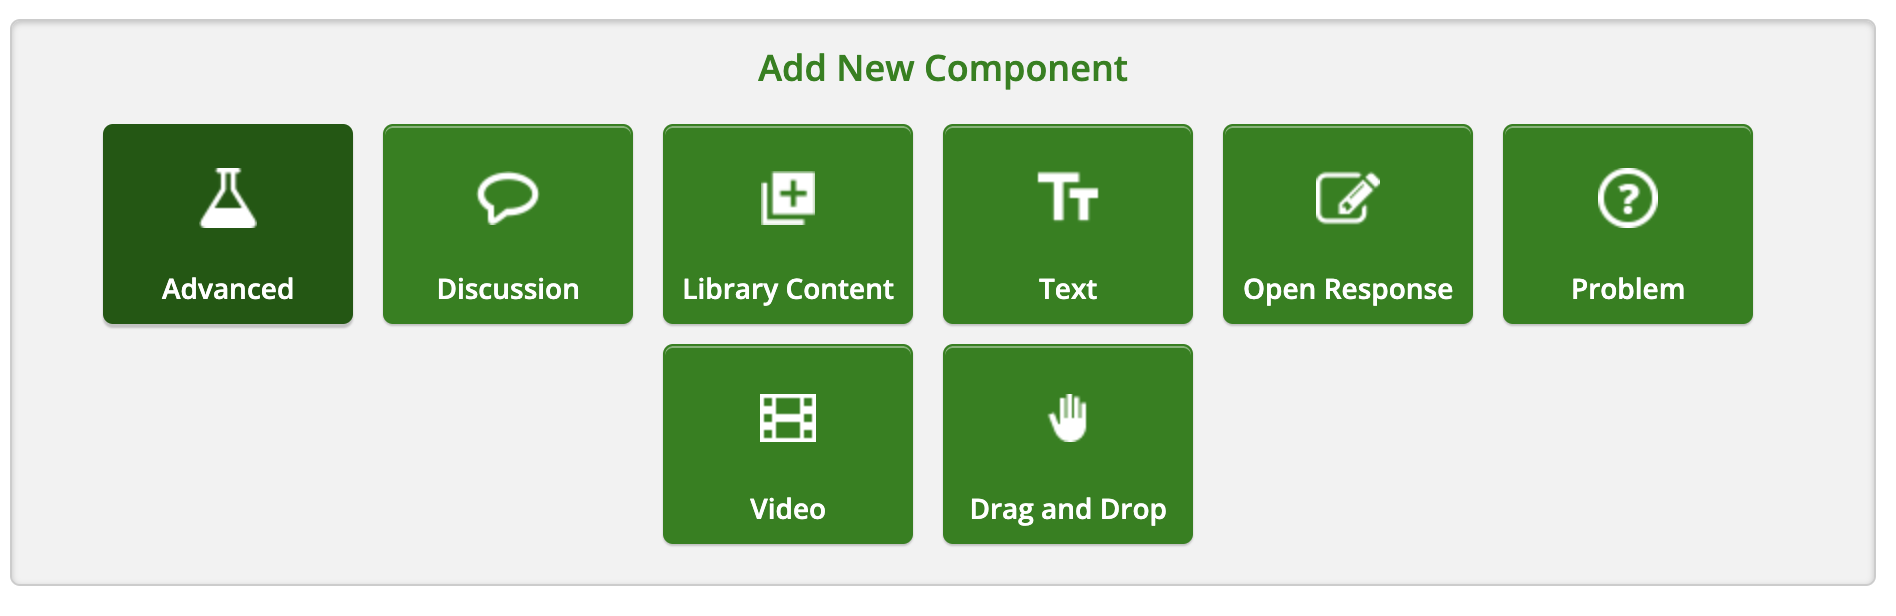 Add New Component
Advanced
Discussion
Library Content
Text
Open Response
Problem
Video
Drag and Drop